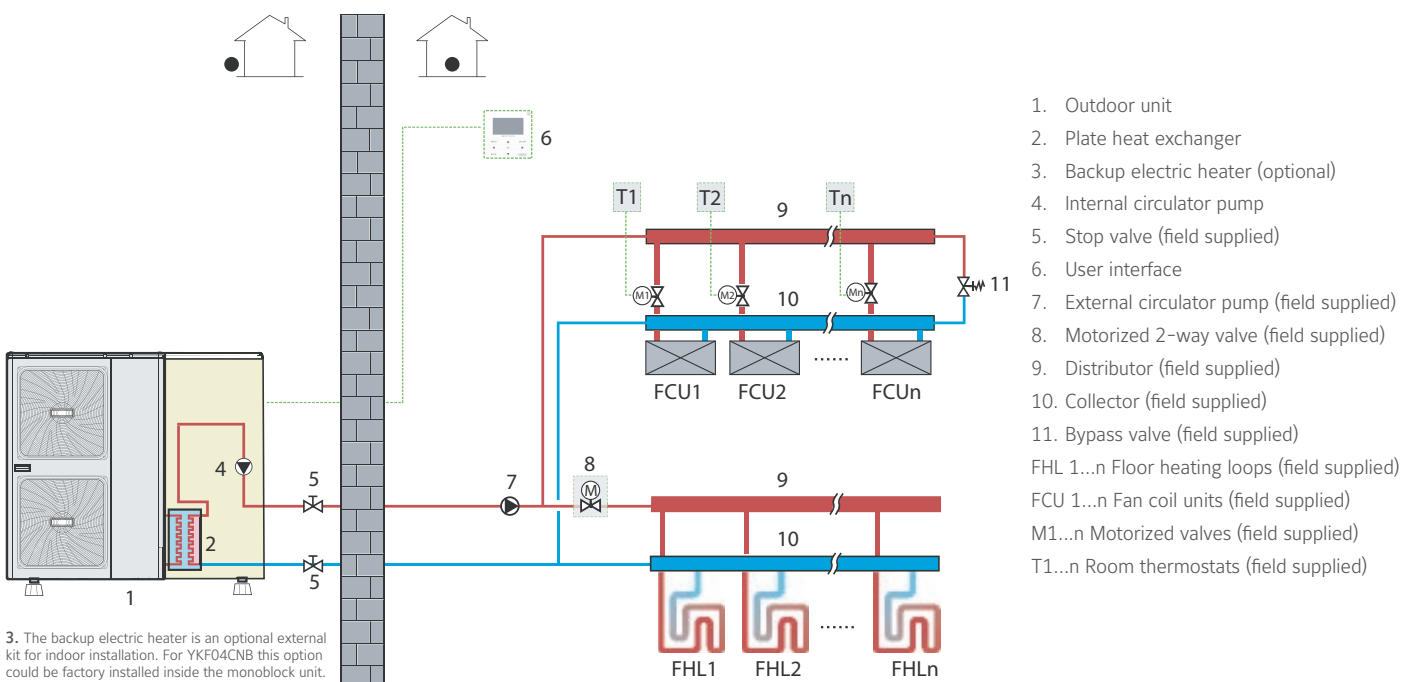 6
T1
T2
Tn
9
M1
M2
Mn
11
10
FCU1
FCU2
......
FCUn
4
5
7
8
M
9
2
10
5
1
FHL1
FHL2
......
FHLn
3. The backup electric heater is an optional external
kit for indoor installation. For YKF04CNB this option
could be factory installed inside the monoblock unit.
1. Outdoor unit
2. Plate heat exchanger
3. Backup electric heater (optional)
4. Internal circulator pump
5. Stop valve (field supplied)
6. User interface
7. External circulator pump (field supplied)
8. Motorized 2-way valve (field supplied)
9. Distributor (field supplied)
10. Collector (field supplied)
11. Bypass valve (field supplied)
FHL 1...n Floor heating loops (field supplied)
FCU 1...n Fan coil units (field supplied)
M1...n Motorized valves (field supplied)
T1...n Room thermostats (field supplied)